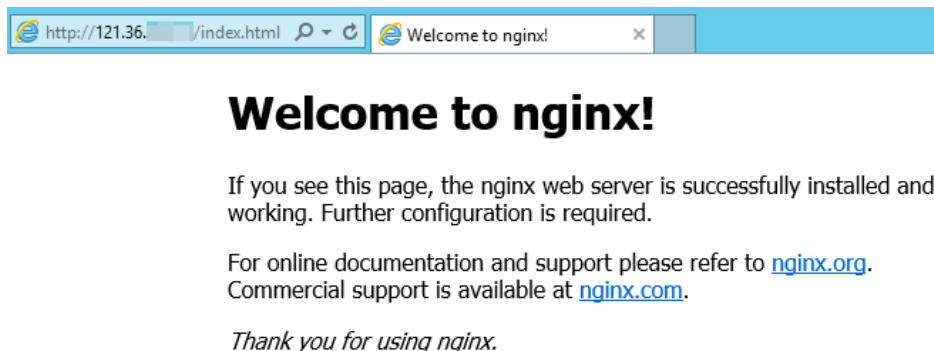 http://121.36. /index.html
Welcome to nginx!
Welcome to nginx!
If you see this page, the nginx web server is successfully installed and
working. Further configuration is required.
For online documentation and support please refer to nginx.org.
Commercial support is available at nginx.com.
Thank you for using nginx.